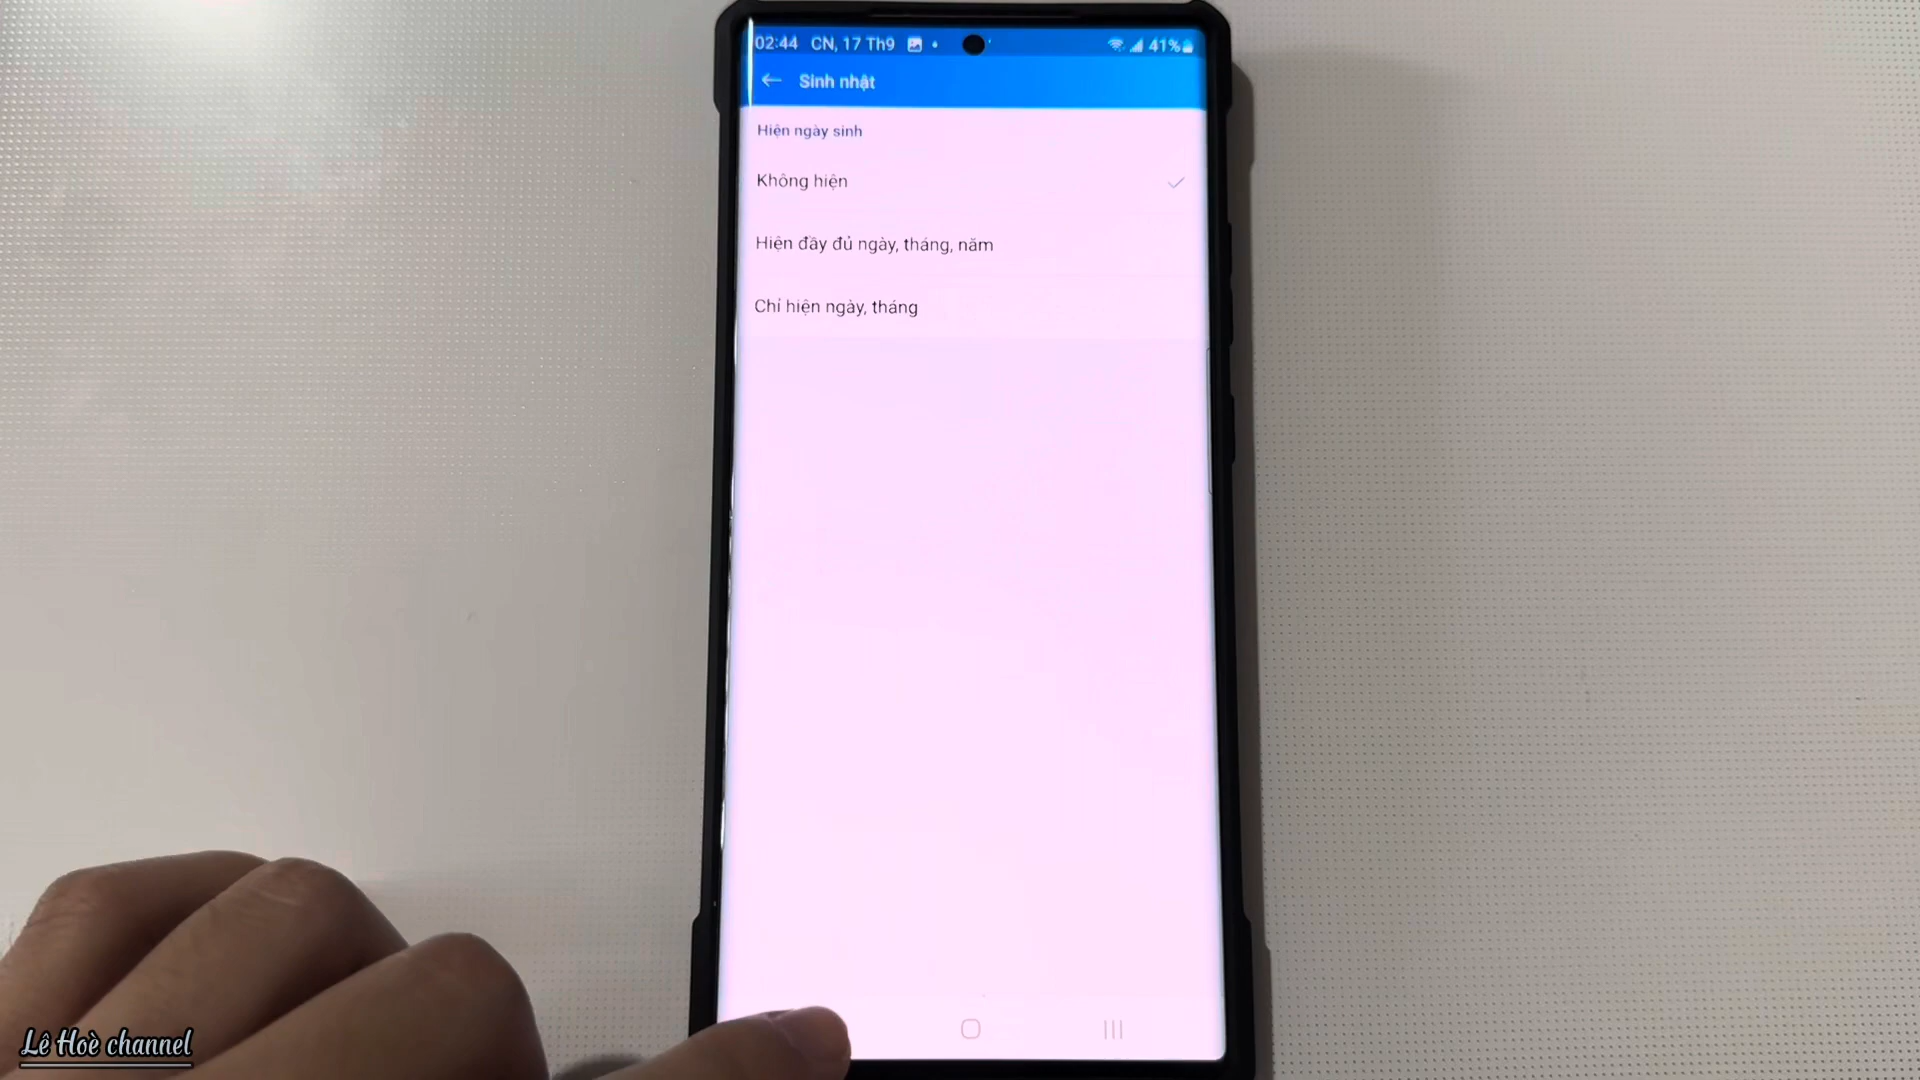 02:44 CN, 17 Th9 41%
Sinh nhật
Hiện ngày sinh
Không hiện
Hiện đầy đủ ngày, tháng, năm
Chỉ hiện ngày, tháng
Lê Hoè channel